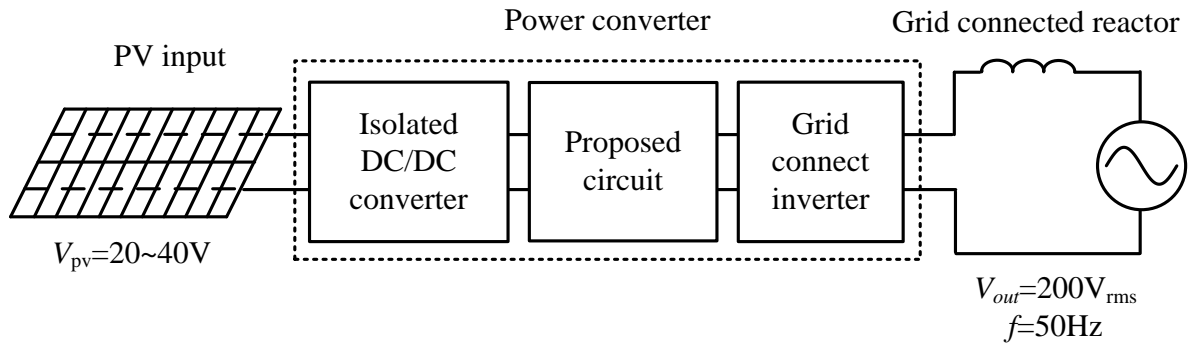 Power converter
Grid connected reactor
PV input
Isolated
DC/DC
converter
Proposed
circuit
Grid
connect
inverter
Vpv=20~40V
Vout=200Vrms
f=50Hz